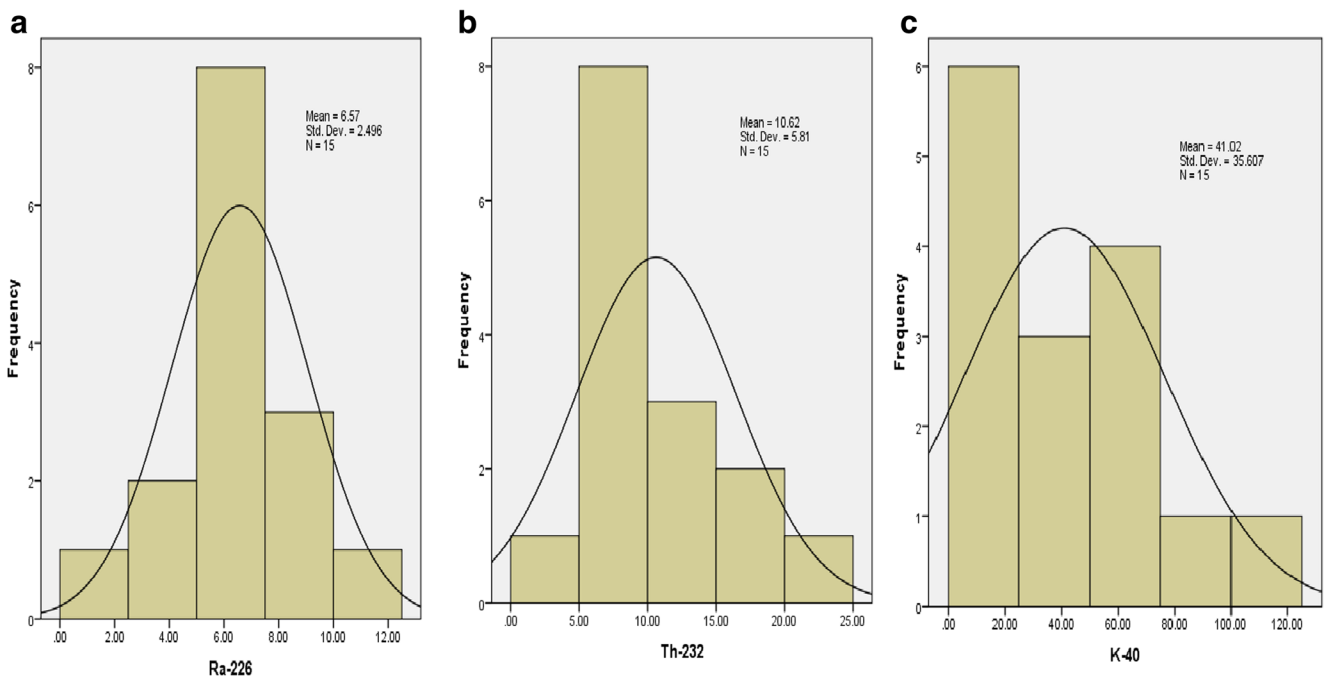 a
8
6
4
2
0
Frequency
Mean = 6.57
Std. Dev. = 2.496
N = 15
.00 2.00 4.00 6.00 8.00 10.00 12.00
Ra-226
b
8
6
4
2
0
Frequency
Mean = 10.62
Std. Dev. = 5.81
N = 15
.00 5.00 10.00 15.00 20.00 25.00
Th-232
c
6
5
4
3
2
1
0
Frequency
Mean = 41.02
Std. Dev. = 35.607
N = 15
.00 20.00 40.00 60.00 80.00 100.00 120.00
K-40